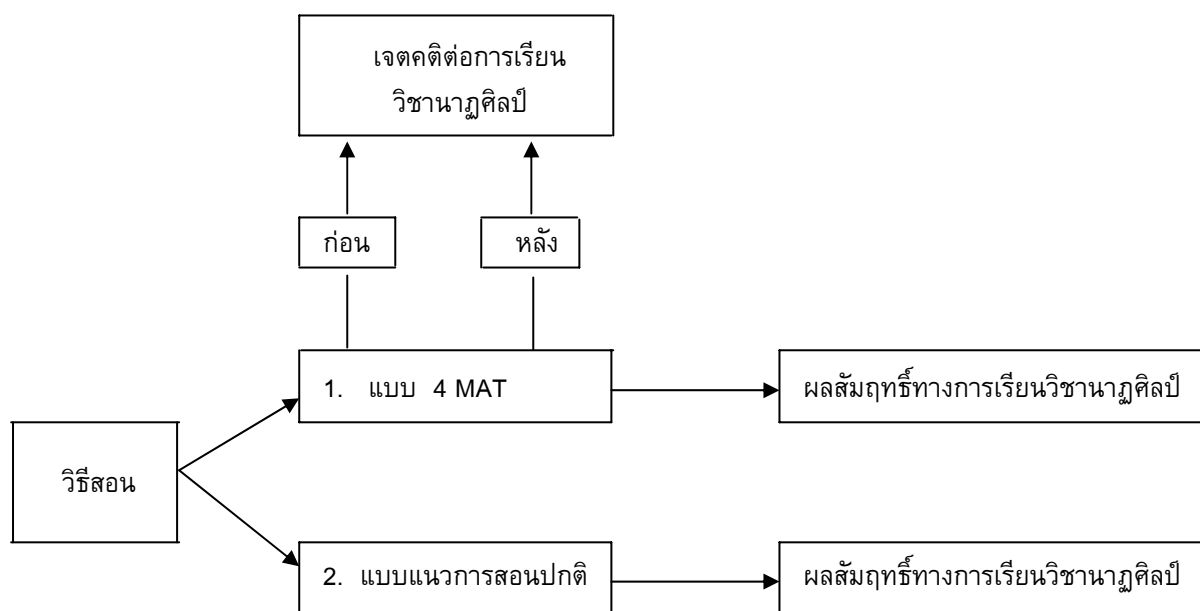 เจตคติต่อการเรียน
วิชานาฏศิลป์
ก่อน
หลัง
1. แบบ 4 MAT
ผลสัมฤทธิ์ทางการเรียนวิชานาฏศิลป์
วิธีสอน
2. แบบแนวการสอนปกติ
ผลสัมฤทธิ์ทางการเรียนวิชานาฏศิลป์